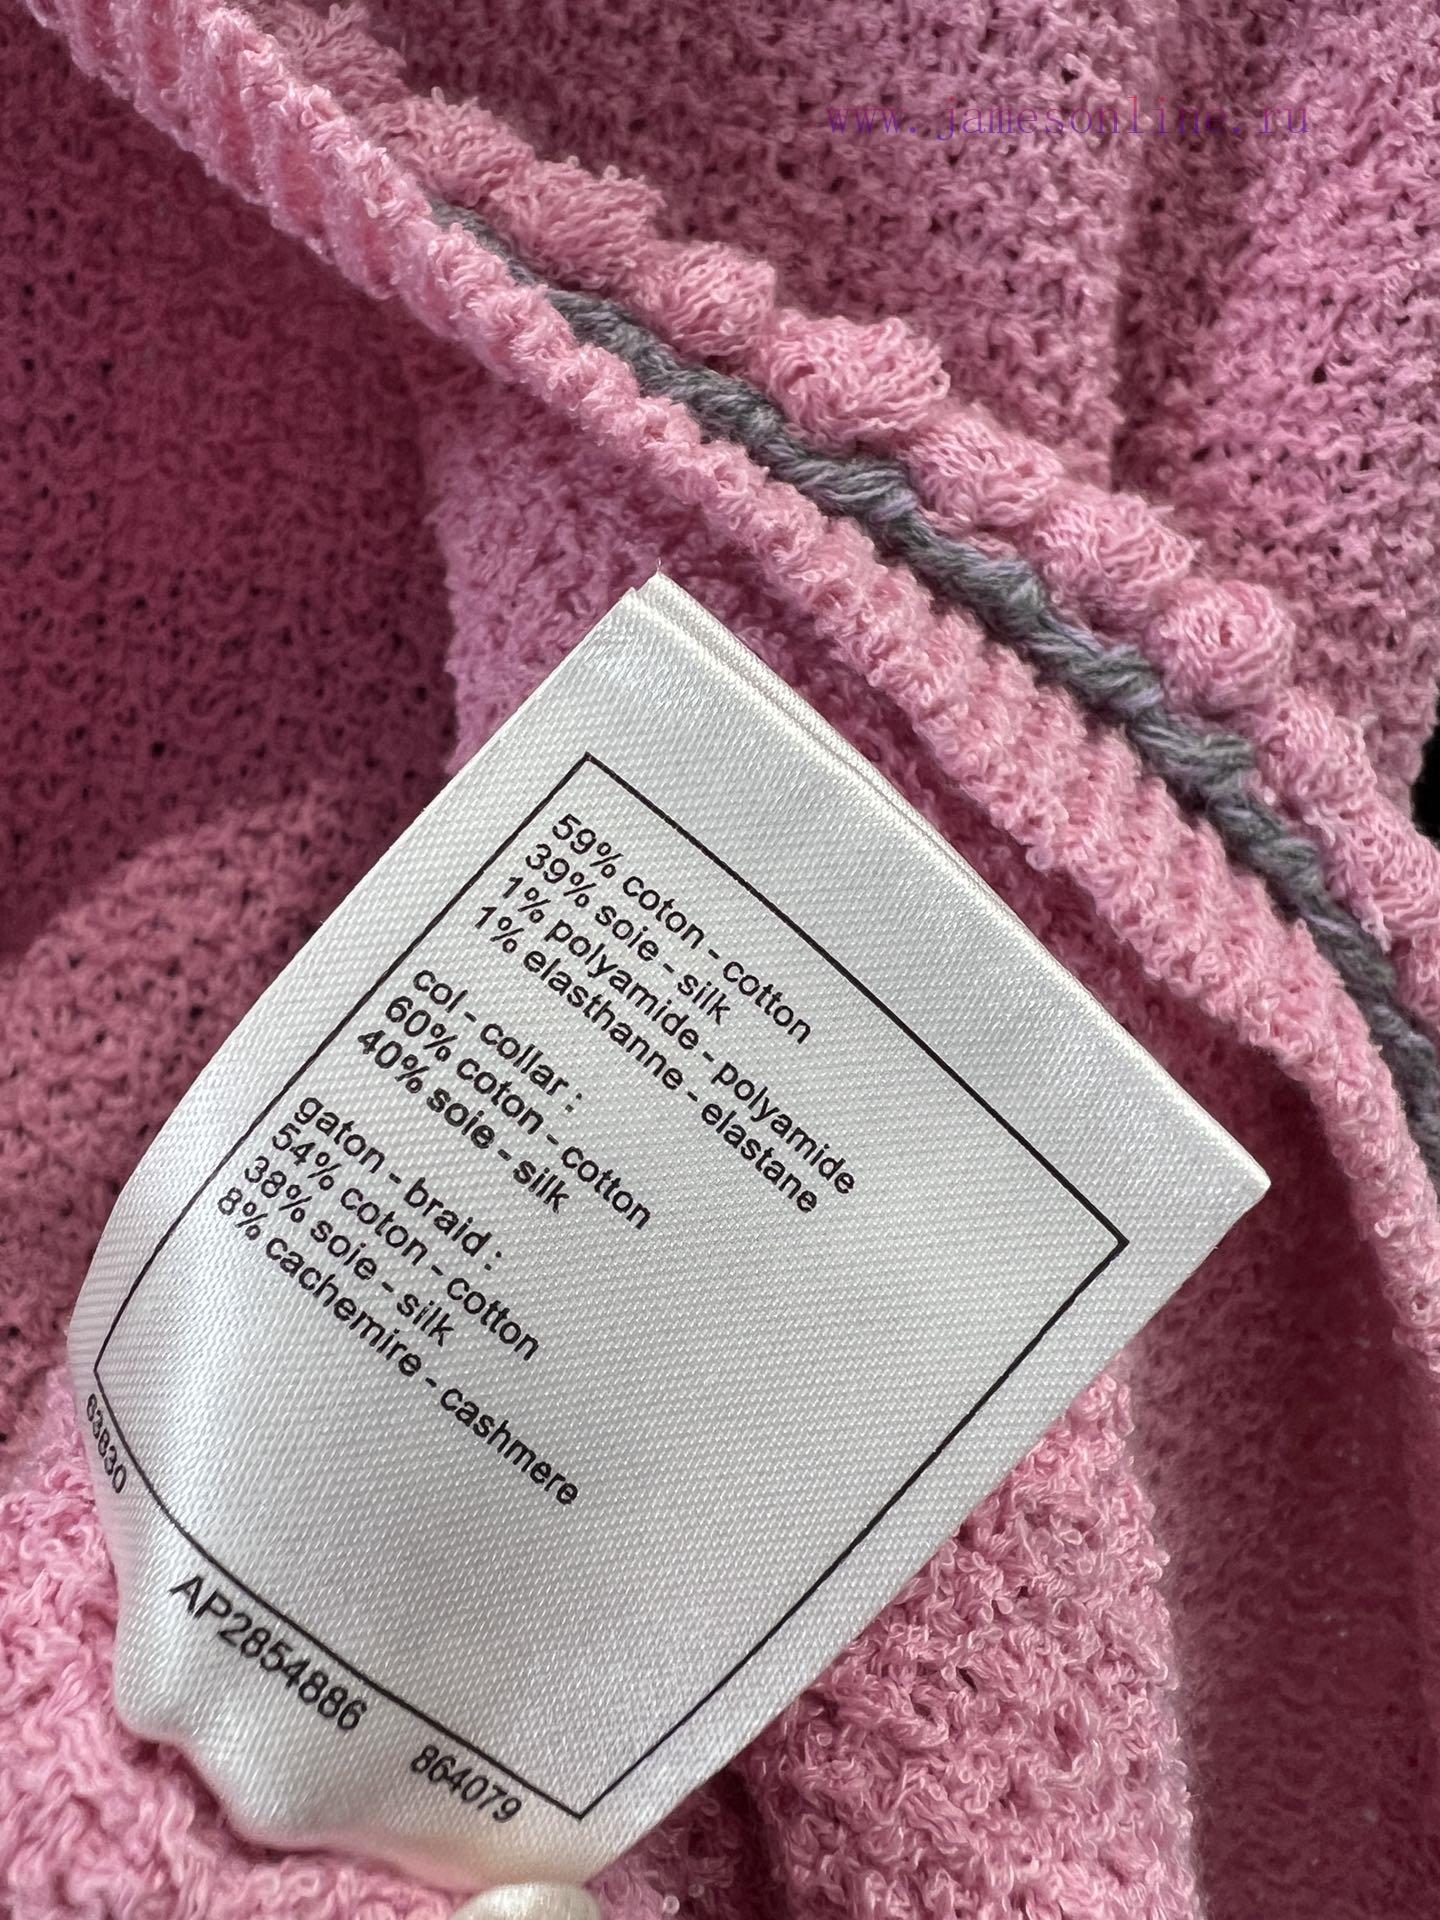 www.jamesonline.ru
59% coton - cotton
39% soie - silk
1% polyamide - polyamide
1% elasthanne - elastane
col - collar :
60% coton - cotton
40% soie - silk
gaton - braid :
54% coton - cotton
38% soie - silk
8% cachemire - cashmere
63830
AP2854886
864079